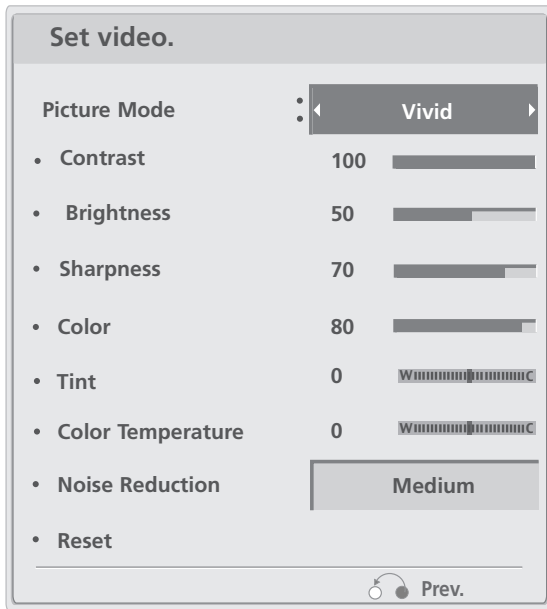 Set video.
Picture Mode : Vivid
• Contrast 100
• Brightness 50
• Sharpness 70
• Color 80
• Tint 0 W C
• Color Temperature 0 W C
• Noise Reduction Medium
• Reset
Prev.